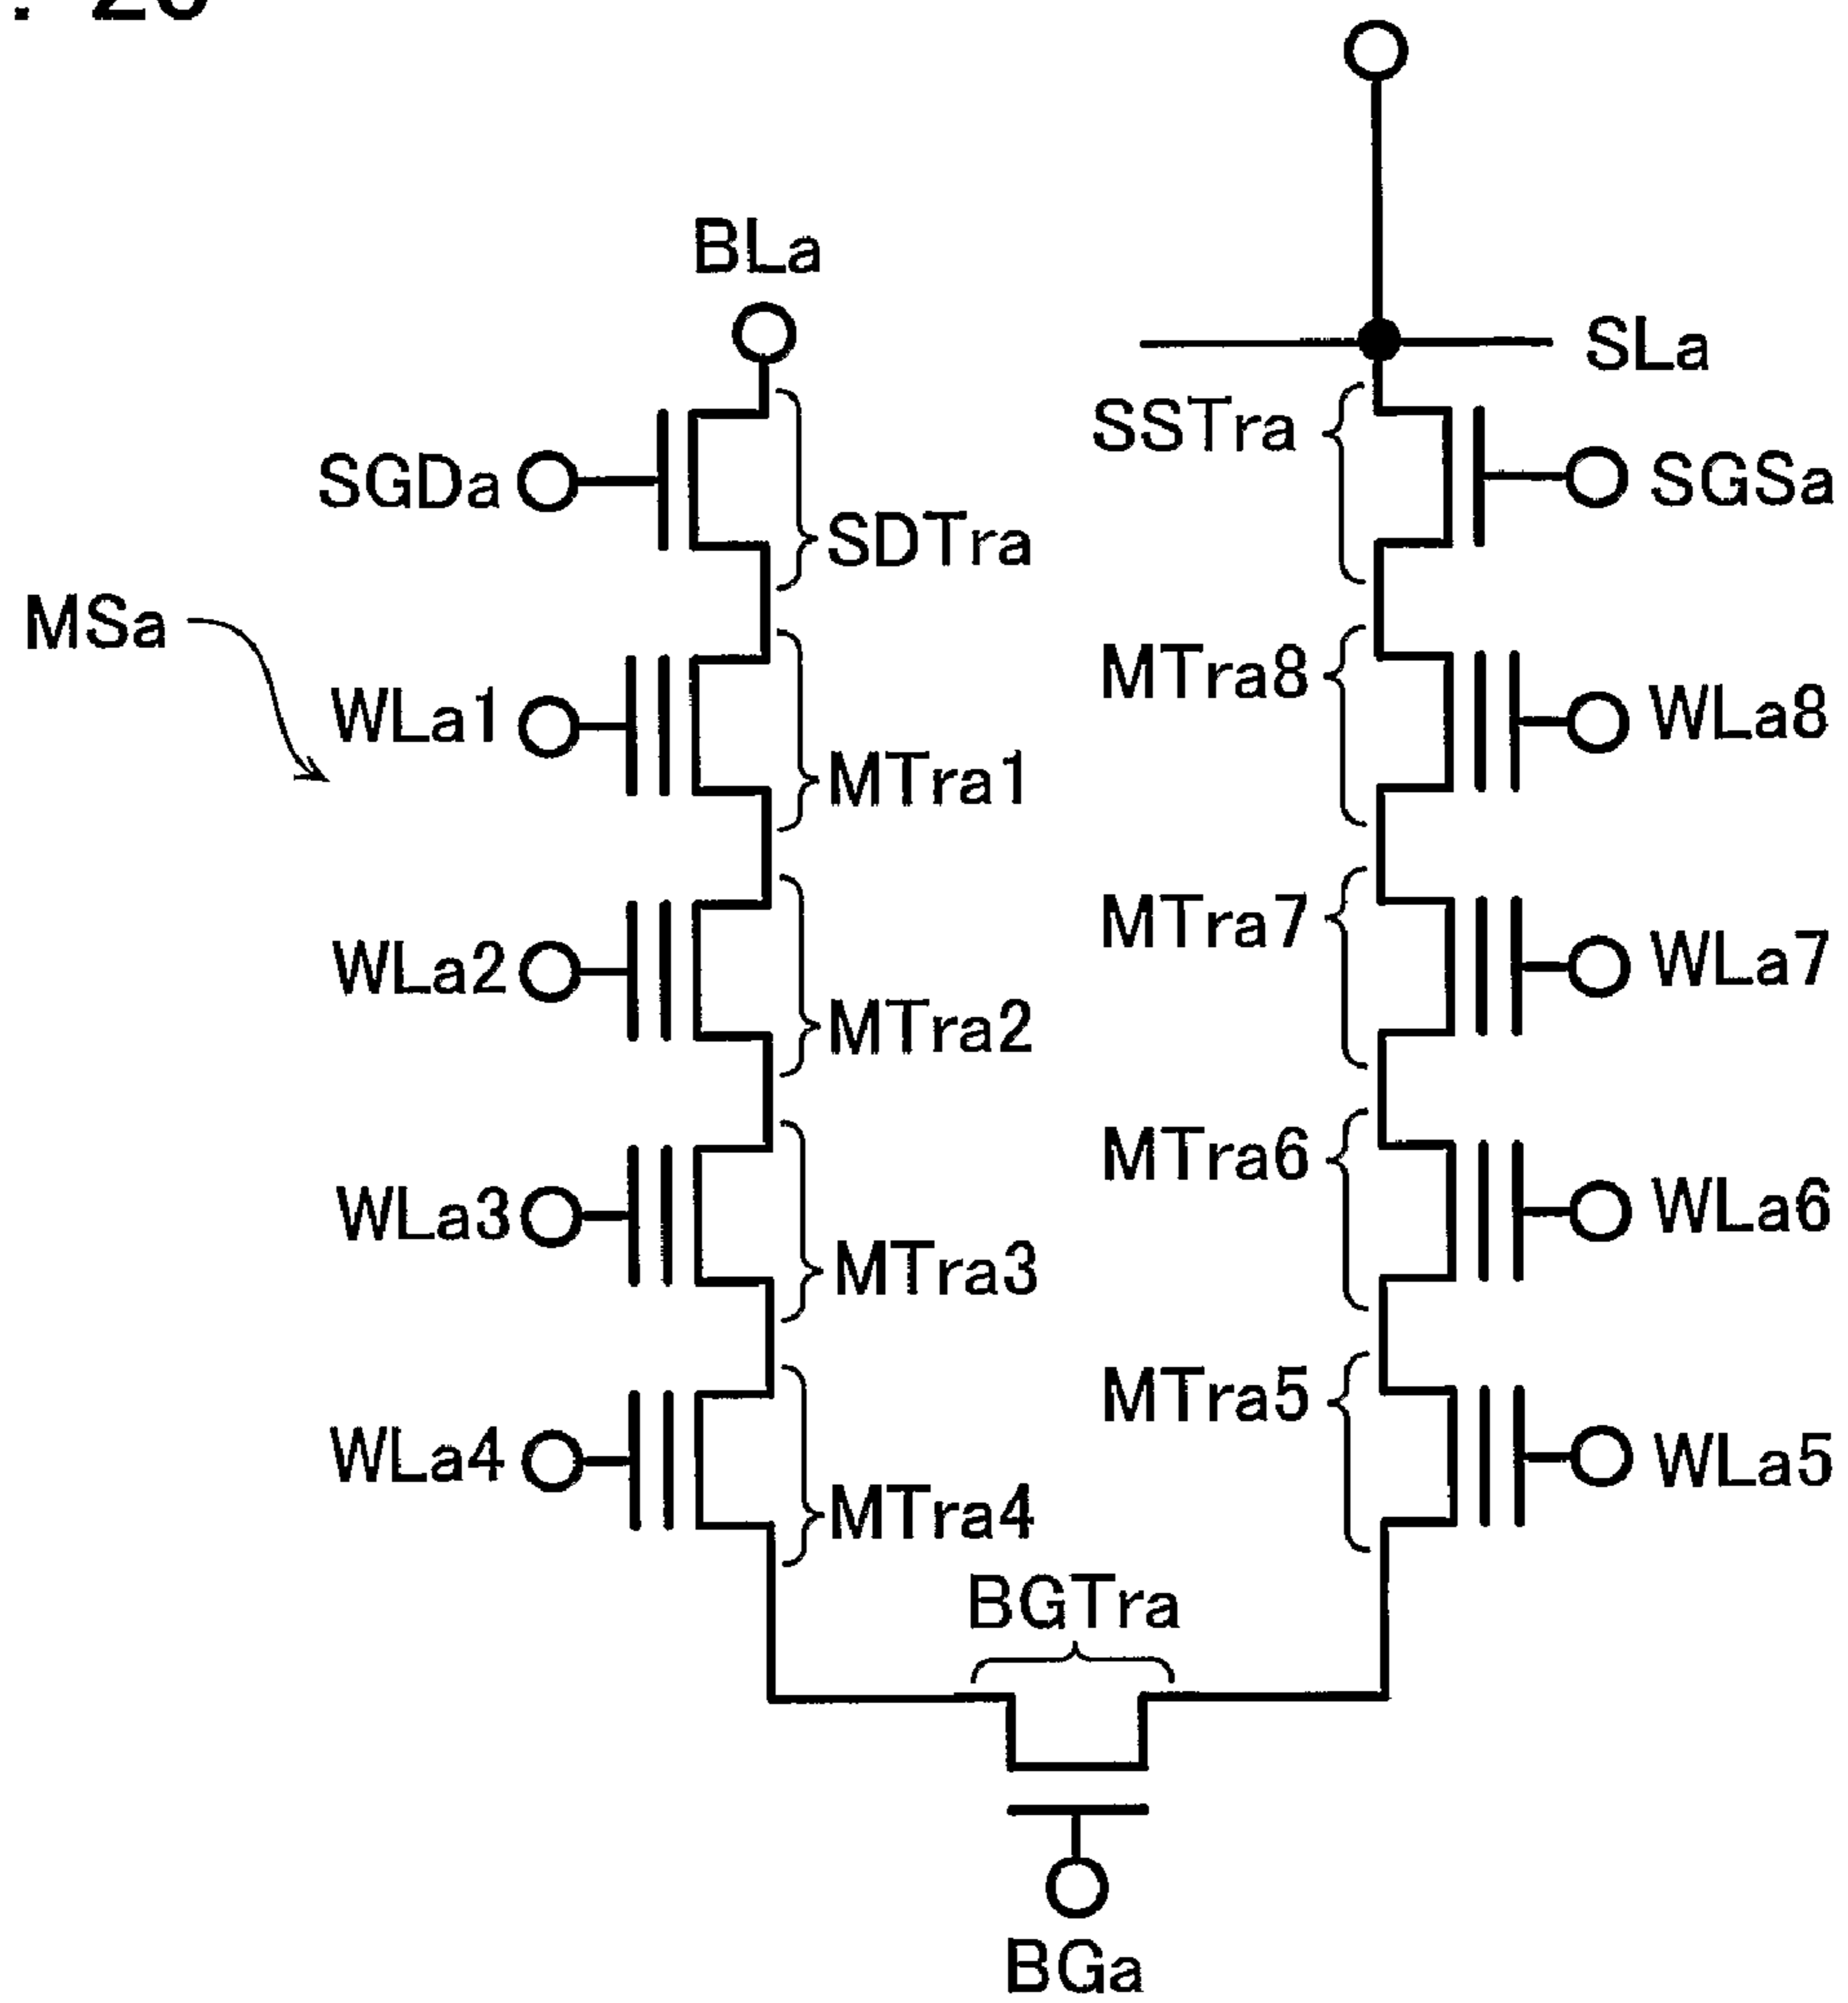 BLa
SLa
SSTra
SGDa
SGSa
SDTra
MSa
MTra8
WLa1
WLa8
MTra1
MTra7
WLa2
WLa7
MTra2
MTra6
WLa3
WLa6
MTra3
MTra5
WLa4
WLa5
MTra4
BGTra
BGa